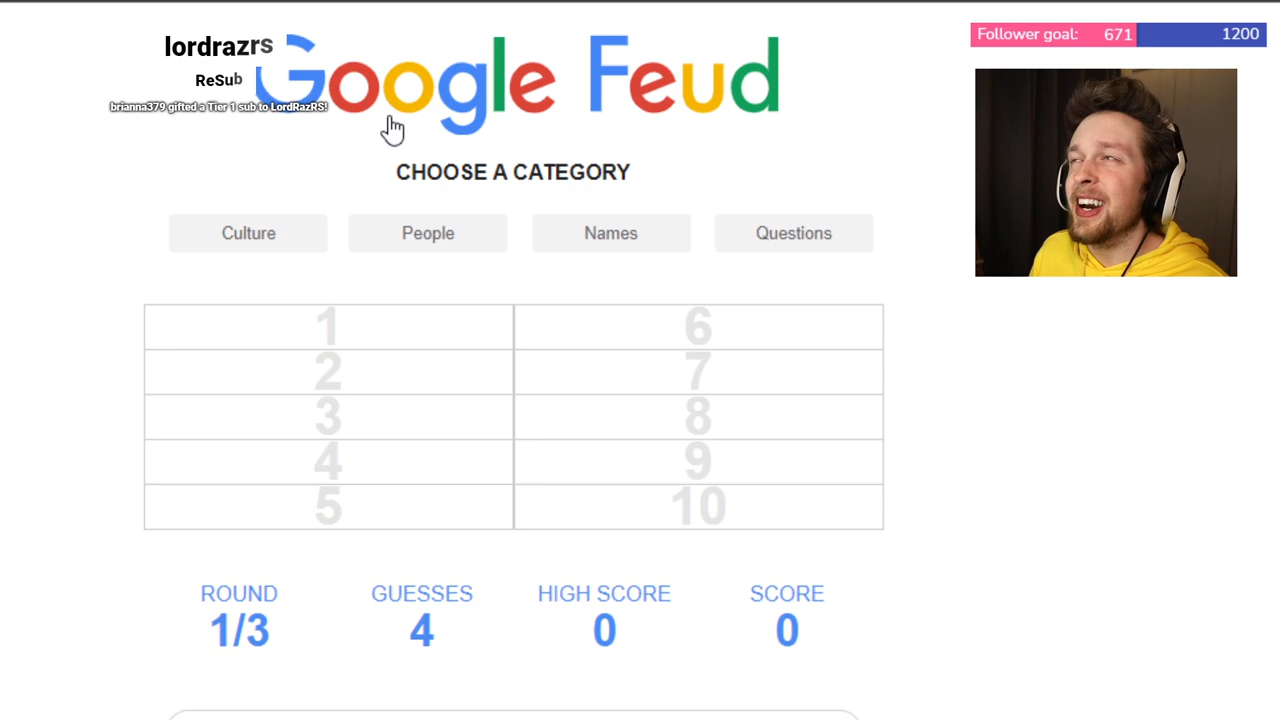 lordrazrs
ReSub
brianna379 gifted a Tier 1 sub to LordRazRS!
Google Feud
Follower goal: 671 1200
CHOOSE A CATEGORY
Culture People Names Questions
1 6
2 7
3 8
4 9
5 10
ROUND GUESSES HIGH SCORE SCORE
1/3 4 0 0